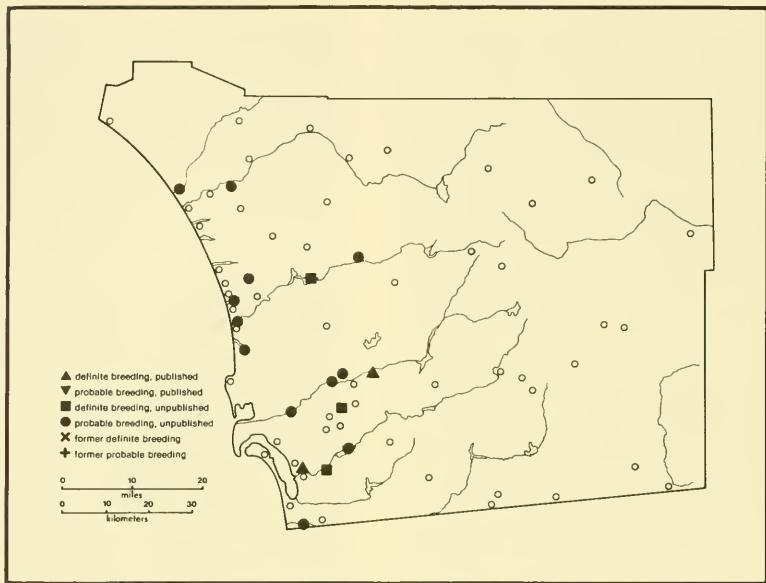 definite breeding, published
probable breeding, published
definite breeding, unpublished
probable breeding, unpublished
former definite breeding
former probable breeding
0 10 20
miles
0 10 20 30
kilometers